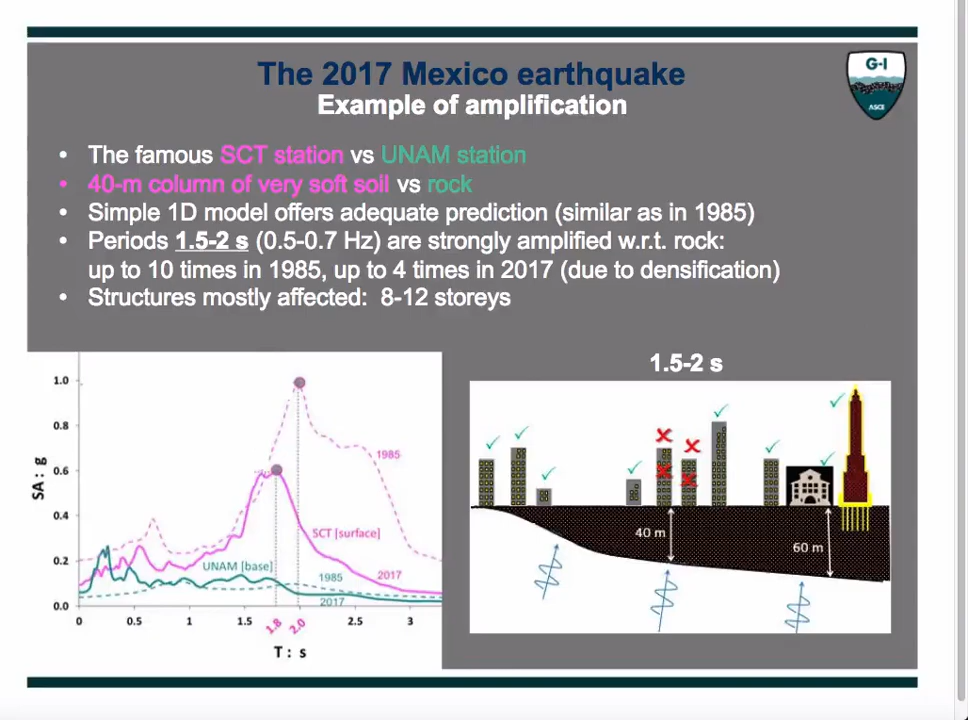 The 2017 Mexico earthquake
G-I
ASCE
Example of amplification
• The famous SCT station vs UNAM station
• 40-m column of very soft soil vs rock
• Simple 1D model offers adequate prediction (similar as in 1985)
• Periods 1.5-2 s (0.5-0.7 Hz) are strongly amplified w.r.t. rock:
up to 10 times in 1985, up to 4 times in 2017 (due to densification)
• Structures mostly affected: 8-12 storeys
1.5-2 s
1.0
0.8
0.6
0.4
0.2
0.0
SA : g
1985
SCT [surface]
UNAM [base]
1985
2017
2017
0
0.5
1
1.5
1.8
2.0
2.5
3
T : s
40 m
60 m